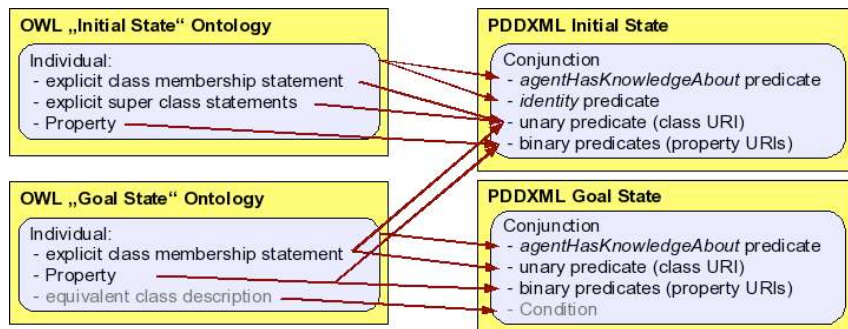 OWL „Initial State“ Ontology
Individual:
- explicit class membership statement
- explicit super class statements
- Property
PDDXML Initial State
Conjunction
- agentHasKnowledgeAbout predicate
- identity predicate
- unary predicate (class URI)
- binary predicates (property URIs)
OWL „Goal State“ Ontology
Individual:
- explicit class membership statement
- Property
- equivalent class description
PDDXML Goal State
Conjunction
- agentHasKnowledgeAbout predicate
- unary predicate (class URI)
- binary predicates (property URIs)
- Condition